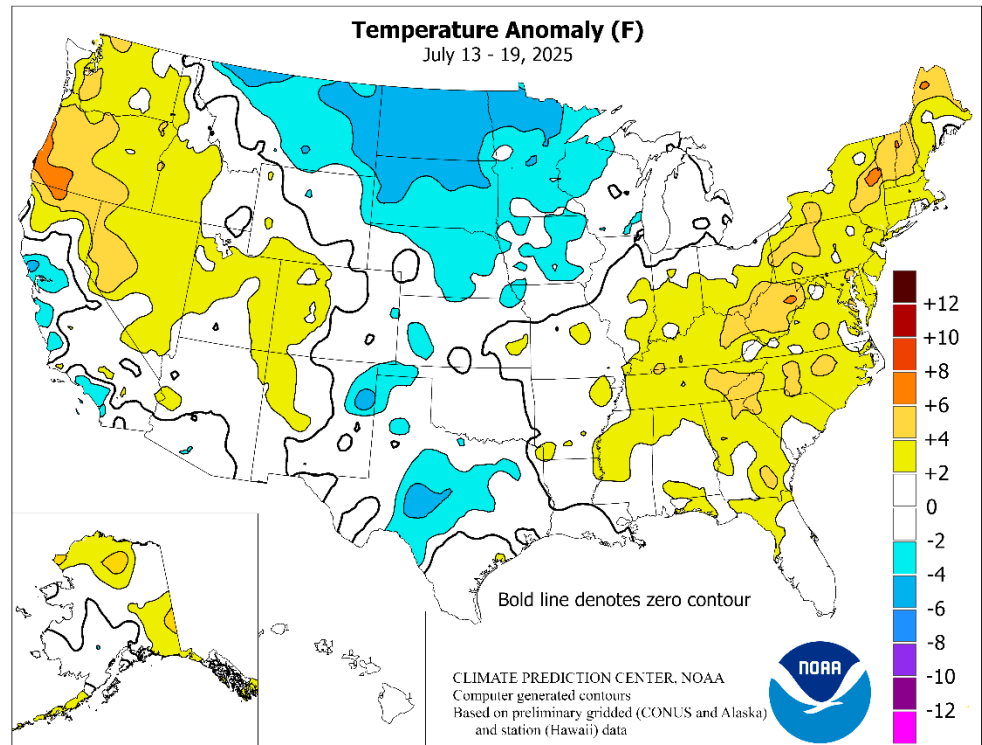 Temperature Anomaly (F)
July 13 - 19, 2025
+12
+10
+8
+6
+4
+2
0
-2
-4
-6
-8
-10
-12
Bold line denotes zero contour
CLIMATE PREDICTION CENTER, NOAA
Computer generated contours
Based on preliminary gridded (CONUS and Alaska)
and station (Hawaii) data
NOAA